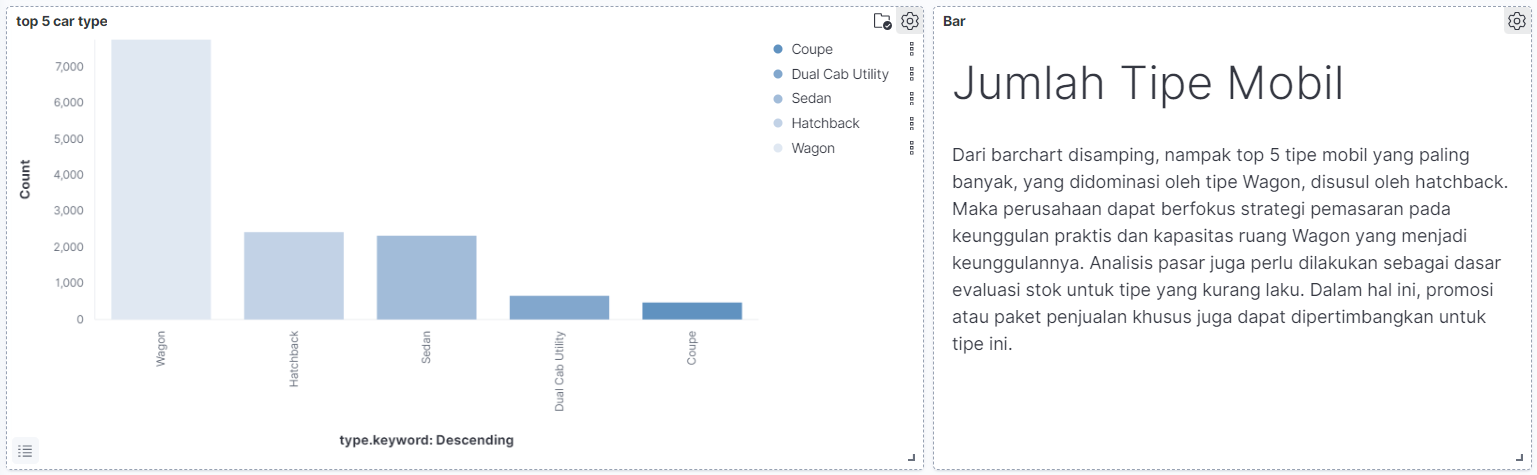 top 5 car type
Count
7,000
6,000
5,000
4,000
3,000
2,000
1,000
0
Wagon
Hatchback
Sedan
Dual Cab Utility
Coupe
type.keyword: Descending
Coupe
Dual Cab Utility
Sedan
Hatchback
Wagon
Bar
Jumlah Tipe Mobil
Dari barchart disamping, nampak top 5 tipe mobil yang paling
banyak, yang didominasi oleh tipe Wagon, disusul oleh hatchback.
Maka perusahaan dapat berfokus strategi pemasaran pada
keunggulan praktis dan kapasitas ruang Wagon yang menjadi
keunggulannya. Analisis pasar juga perlu dilakukan sebagai dasar
evaluasi stok untuk tipe yang kurang laku. Dalam hal ini, promosi
atau paket penjualan khusus juga dapat dipertimbangkan untuk
tipe ini.